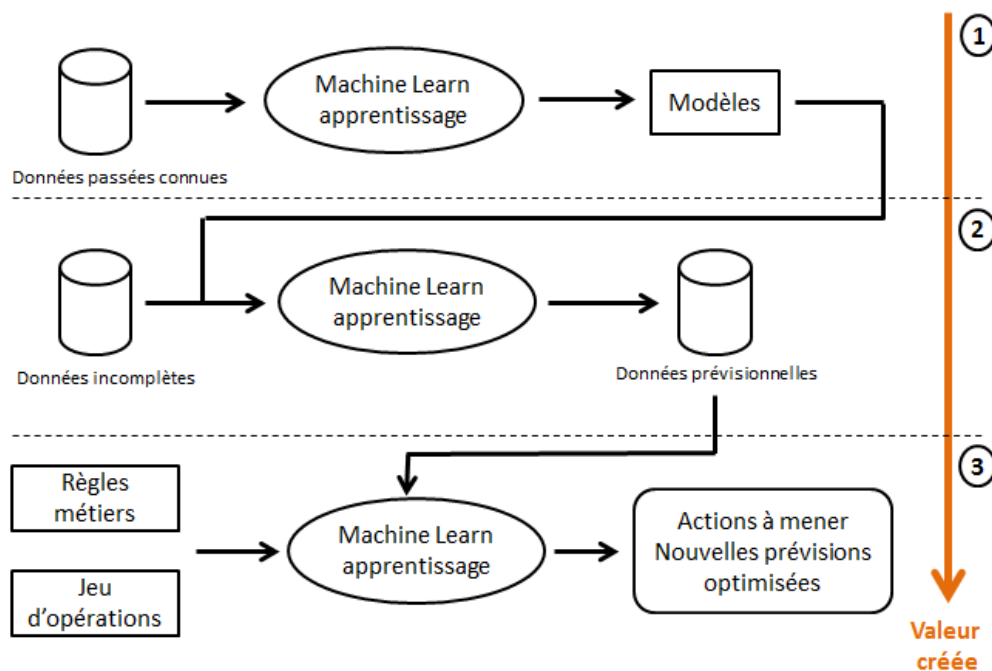 1
Machine Learn
apprentissage
Modèles
Données passées connues
2
Machine Learn
apprentissage
Données incomplètes
Données prévisionnelles
3
Règles
métiers
Jeu
d'opérations
Machine Learn
apprentissage
Actions à mener
Nouvelles prévisions
optimisées
Valeur
créée